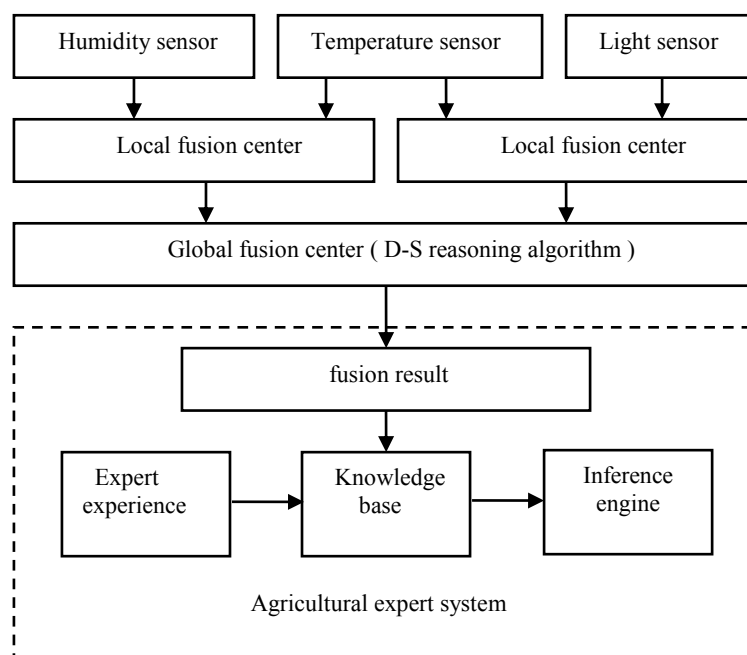 Humidity sensor
Temperature sensor
Light sensor
Local fusion center
Local fusion center
Global fusion center ( D-S reasoning algorithm )
fusion result
Expert
experience
Knowledge
base
Inference
engine
Agricultural expert system